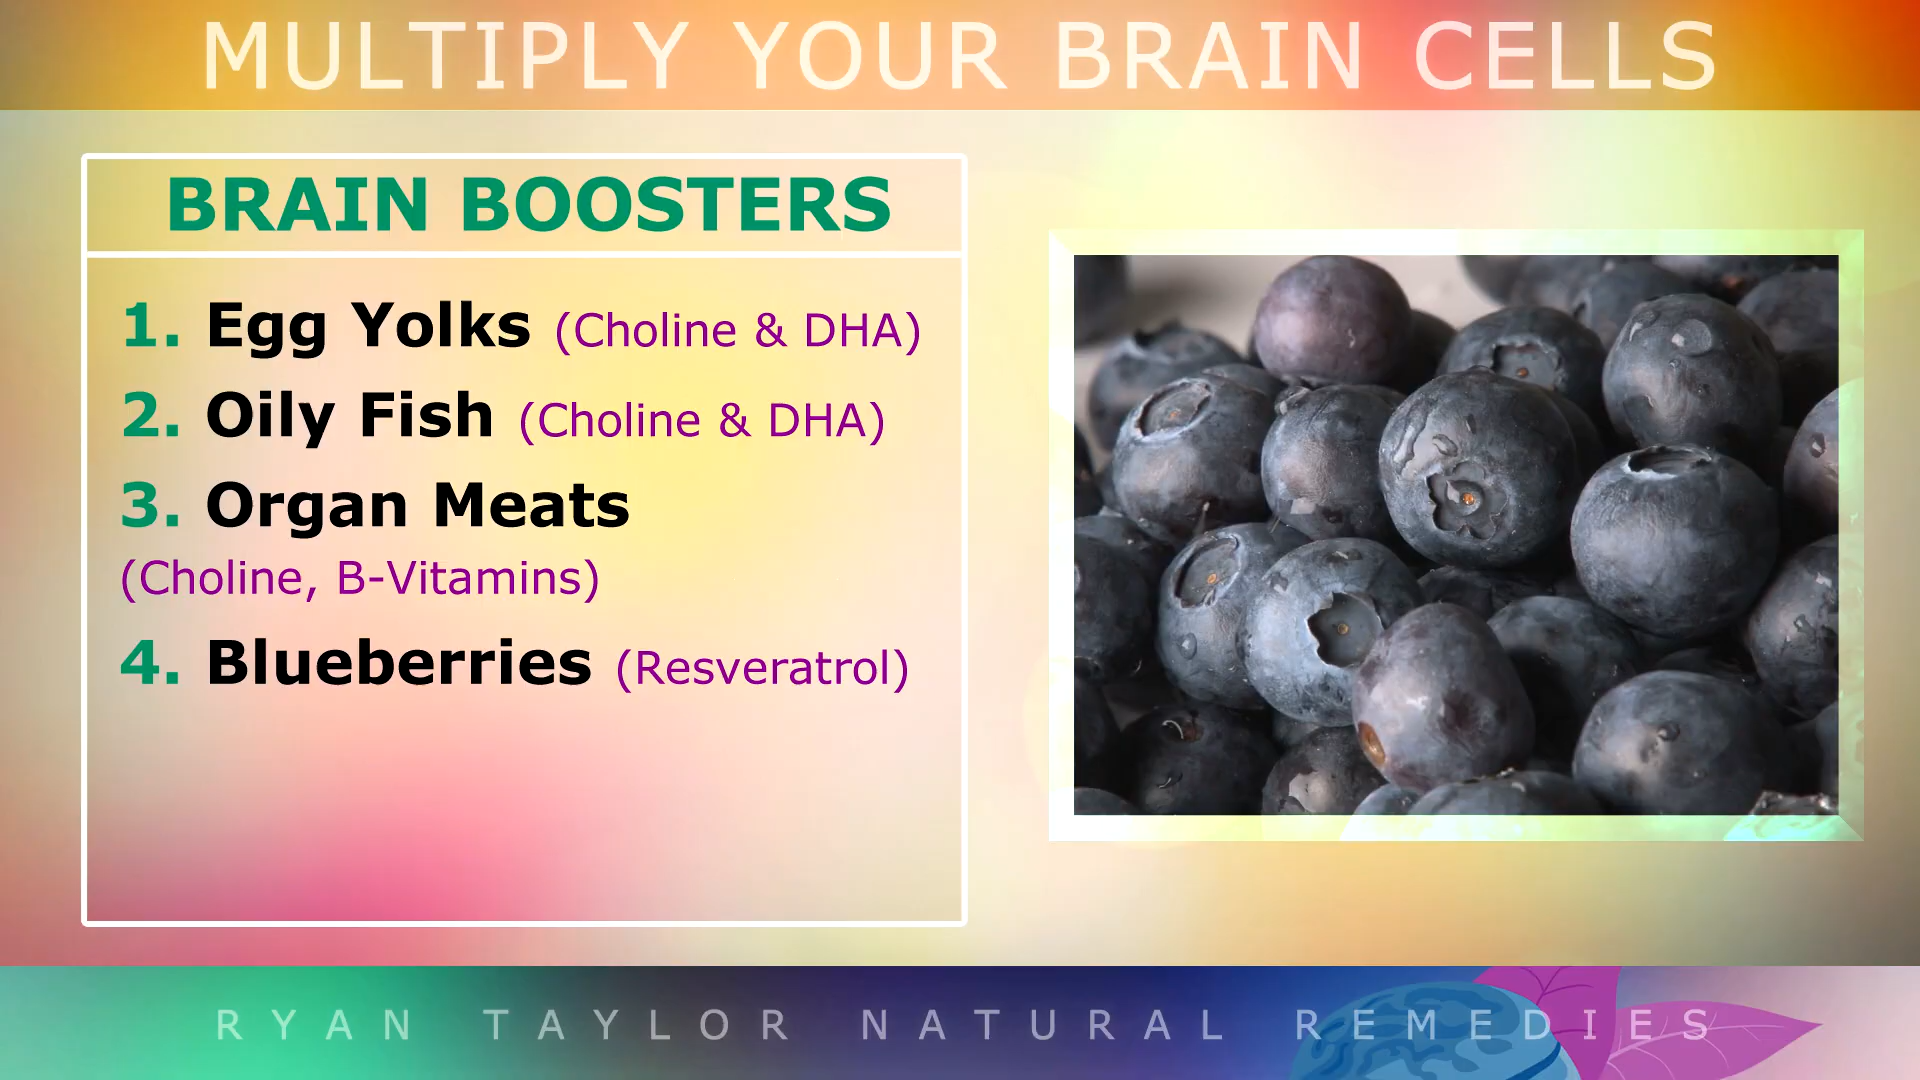 MULTIPLY YOUR BRAIN CELLS
BRAIN BOOSTERS
1. Egg Yolks (Choline & DHA)
2. Oily Fish (Choline & DHA)
3. Organ Meats
(Choline, B-Vitamins)
4. Blueberries (Resveratrol)
RYAN TAYLOR NATURAL REMEDIES